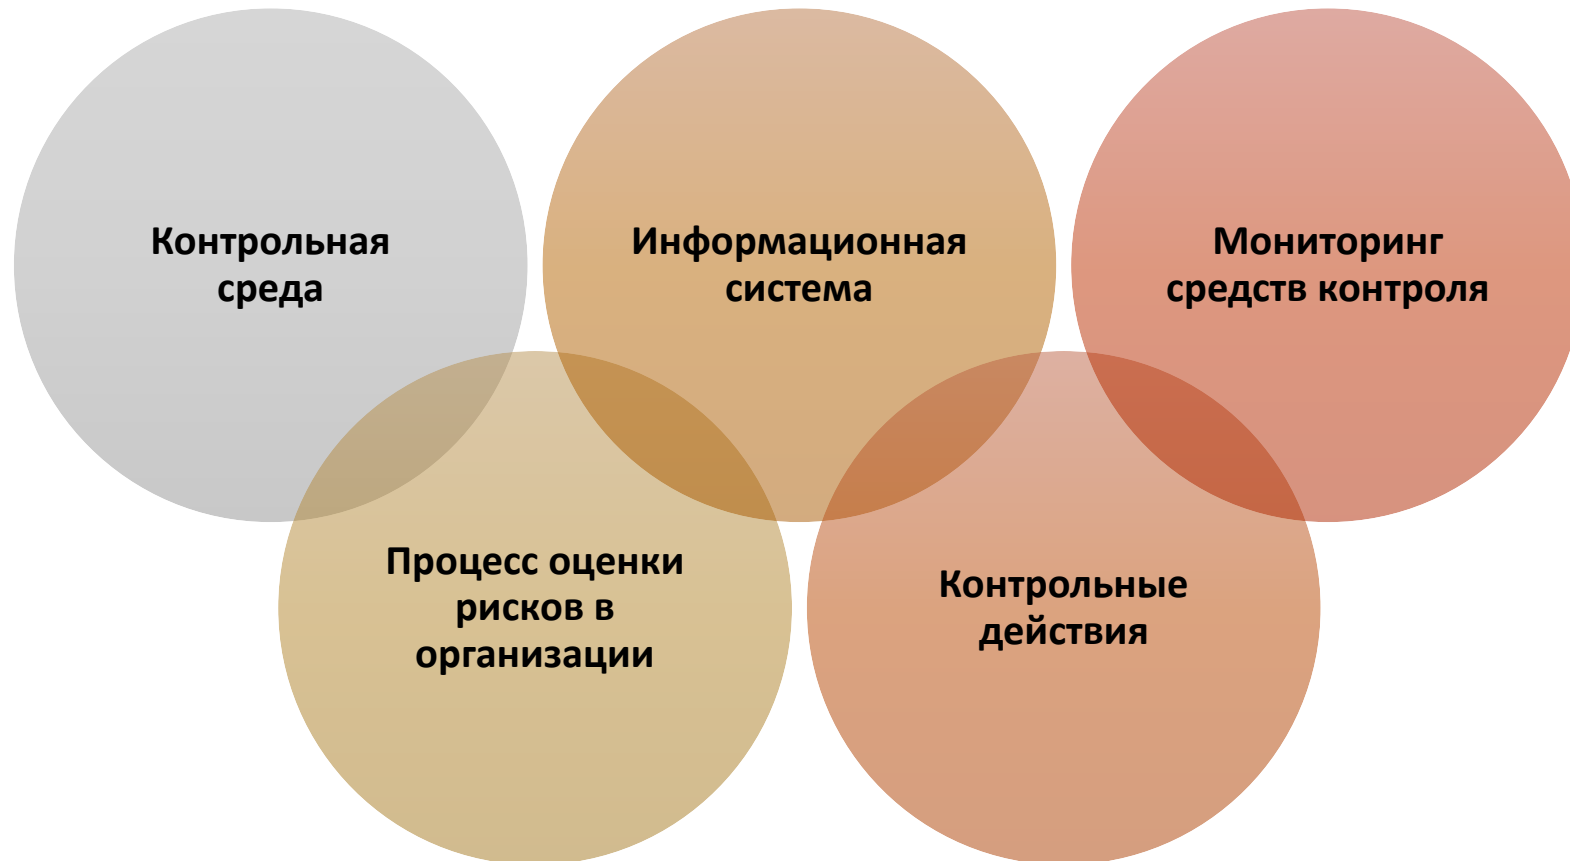 Контрольная
среда
Информационная
система
Мониторинг
средств контроля
Процесс оценки
рисков в
организации
Контрольные
действия